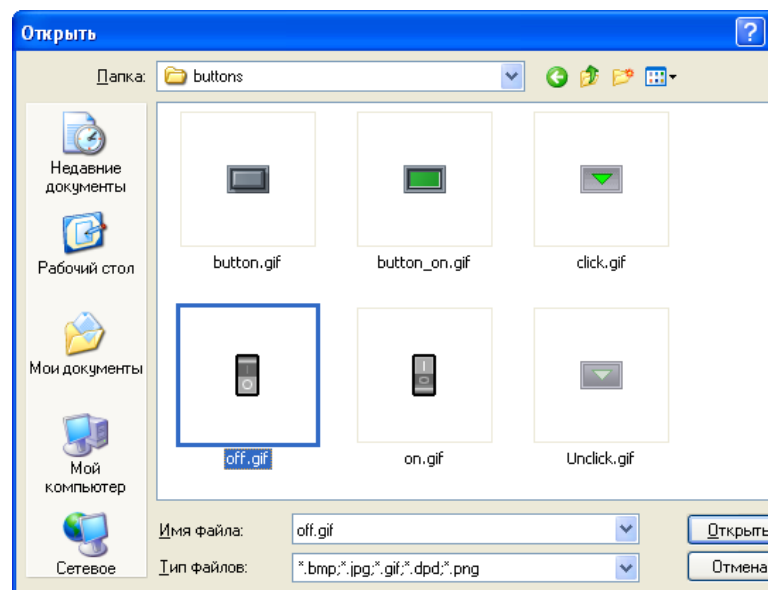 Открыть
?
Папка:
buttons
Недавние
документы
Рабочий стол
Мои документы
Мой
компьютер
Сетевое
button.gif
button_on.gif
click.gif
off.gif
on.gif
Unclick.gif
Имя файла:
off.gif
Открыть
Тип файлов:
*.bmp;*.jpg;*.gif;*.dpd;*.png
Отмена